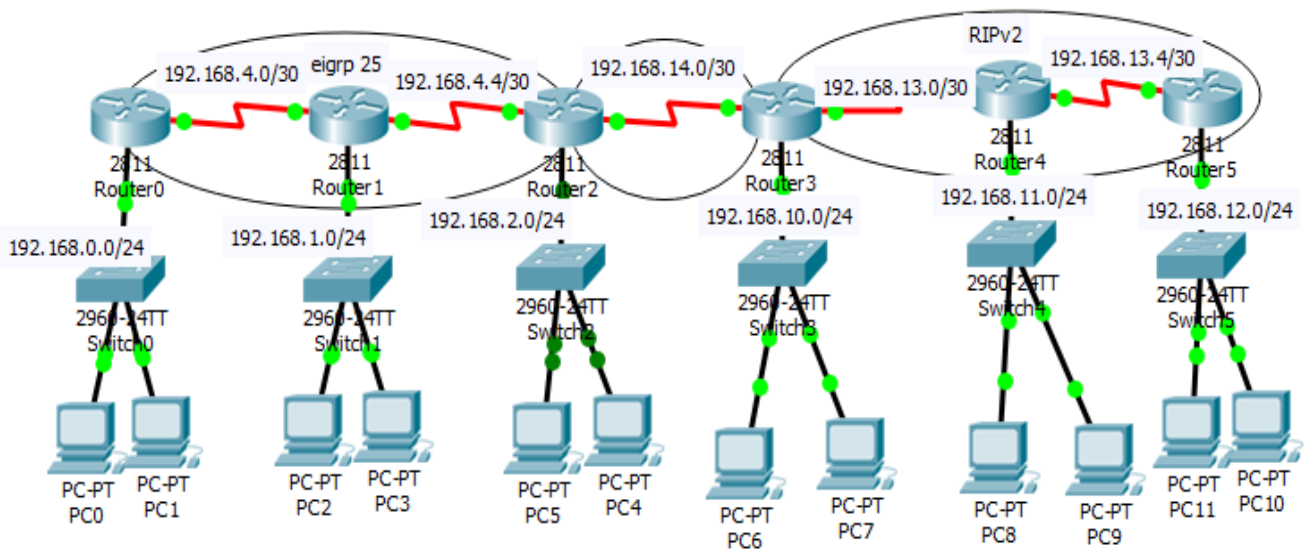 RIPv2
192.168.4.0/30
eigrp 25
192.168.4.4/30
192.168.14.0/30
192.168.13.0/30
192.168.13.4/30
2811
Router0
2811
Router1
2811
Router2
2811
Router3
2811
Router4
2811
Router5
192.168.0.0/24
192.168.1.0/24
192.168.2.0/24
192.168.10.0/24
192.168.11.0/24
192.168.12.0/24
2960-24TT
Switch0
2960-24TT
Switch1
2960-24TT
Switch2
2960-24TT
Switch3
2960-24TT
Switch4
2960-24TT
Switch5
PC-PT
PC0
PC-PT
PC1
PC-PT
PC2
PC-PT
PC3
PC-PT
PC5
PC-PT
PC4
PC-PT
PC6
PC-PT
PC7
PC-PT
PC8
PC-PT
PC9
PC-PT
PC11
PC-PT
PC10